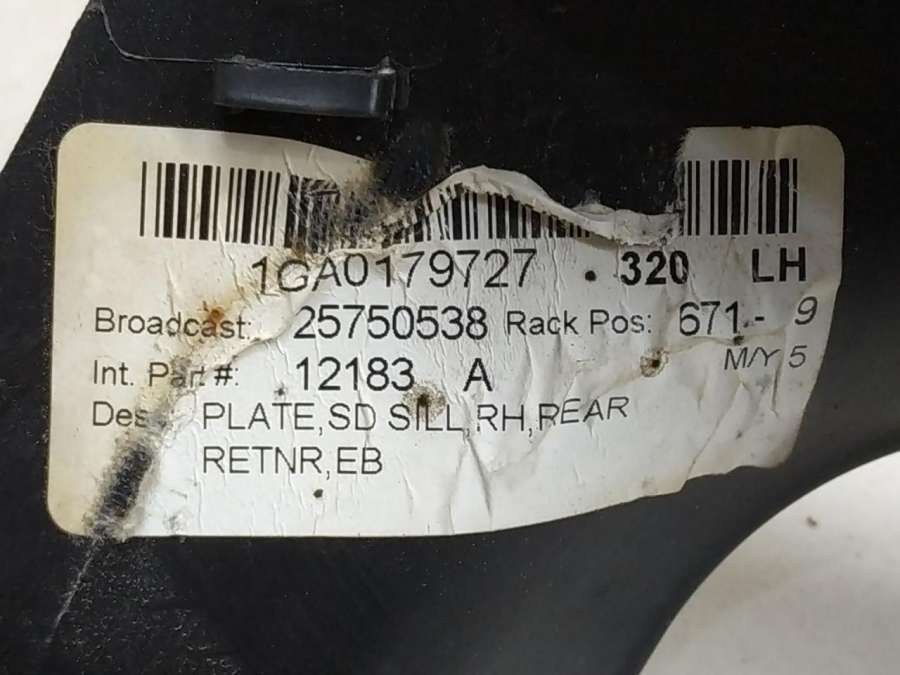 1GA0179727 . 320 LH
Broadcast: 25750538 Rack Pos: 671 - 9
Int. Part #: 12183 A M/Y 5
PLATE,SD SILL,RH,REAR
RETNR,EB